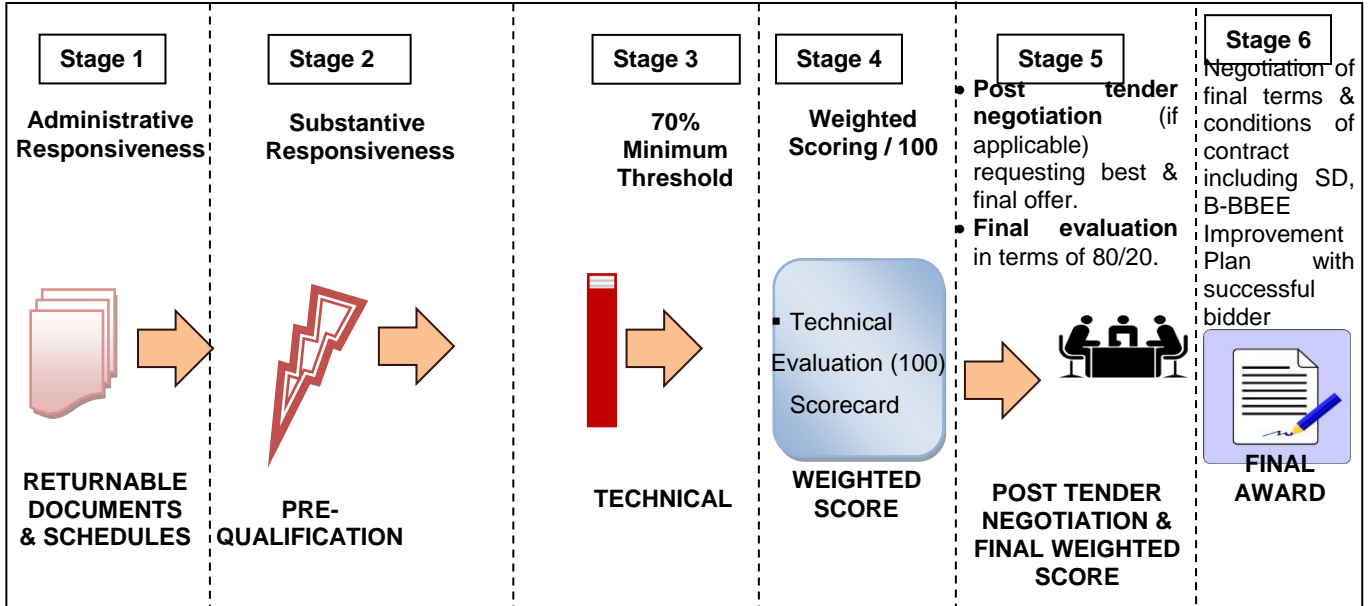 Stage 1
Administrative
Responsiveness
RETURNABLE
DOCUMENTS
& SCHEDULES
Stage 2
Substantive
Responsiveness
PRE-
QUALIFICATION
Stage 3
70%
Minimum
Threshold
TECHNICAL
Stage 4
Weighted
Scoring / 100
▪ Technical
Evaluation (100)
Scorecard
WEIGHTED
SCORE
Stage 5
• Post tender
negotiation (if
applicable)
requesting best &
final offer.
• Final evaluation
in terms of 80/20.
POST TENDER
NEGOTIATION &
FINAL WEIGHTED
SCORE
Stage 6
Negotiation of
final terms &
conditions of
contract
including SD,
B-BBEE
Improvement
Plan with
successful
bidder
FINAL
AWARD